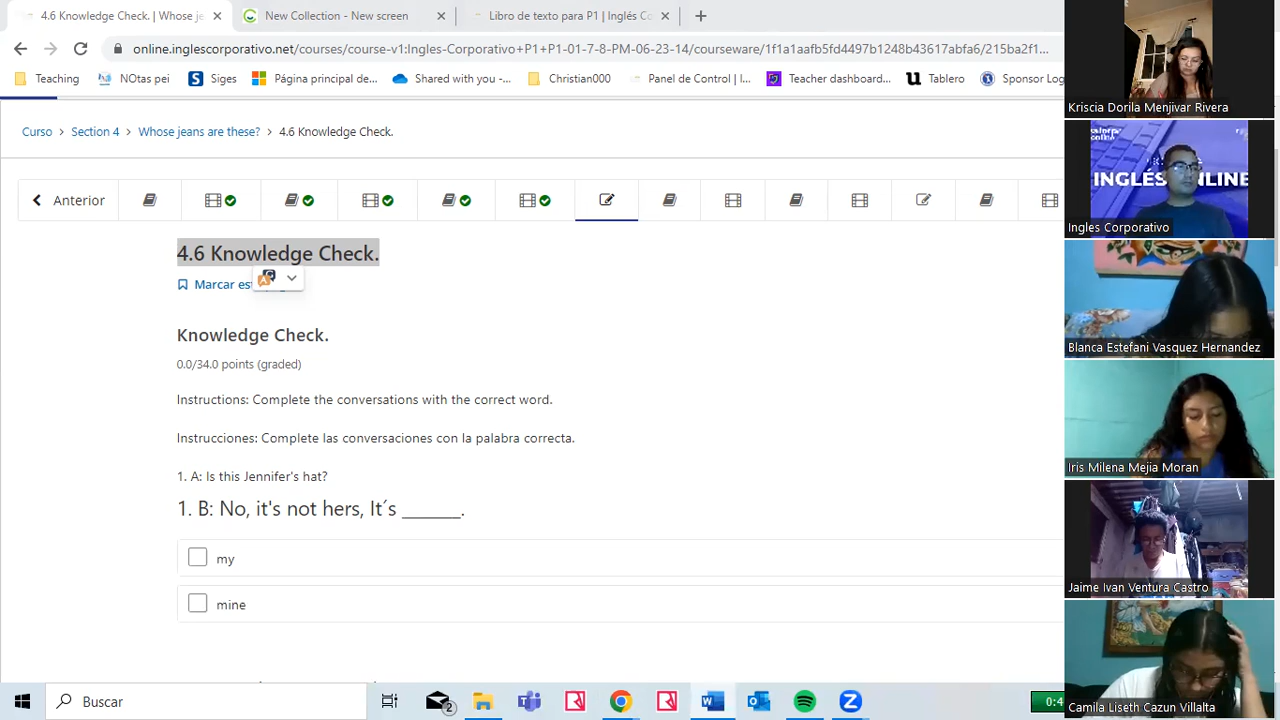 4.6 Knowledge Check. | Whose je
New Collection - New screen
Libro de texto para P1 | Inglés Co
online.inglescorporativo.net/courses/course-v1:Ingles-Corporativo+P1+P1-01-7-8-PM-06-23-14/courseware/1f1a1aafb5fd4497b1248b43617abfa6/215ba2f1...
Teaching
NOtas pei
Siges
Página principal de...
Shared with you -...
Christian000
Panel de Control | I...
Teacher dashboard...
Tablero
Sponsor Log
Curso > Section 4 > Whose jeans are these? > 4.6 Knowledge Check.
Anterior
4.6 Knowledge Check.
Marcar es
Knowledge Check.
0.0/34.0 points (graded)
Instructions: Complete the conversations with the correct word.
Instrucciones: Complete las conversaciones con la palabra correcta.
1. A: Is this Jennifer's hat?
1. B: No, it's not hers, It´s ______.
my
mine
Buscar
2
0:4
Kriscia Dorila Menjivar Rivera
INGLÉS ONLINE
Ingles Corporativo
Blanca Estefani Vasquez Hernandez
Iris Milena Mejia Moran
Jaime Ivan Ventura Castro
Camila Liseth Cazun Villalta